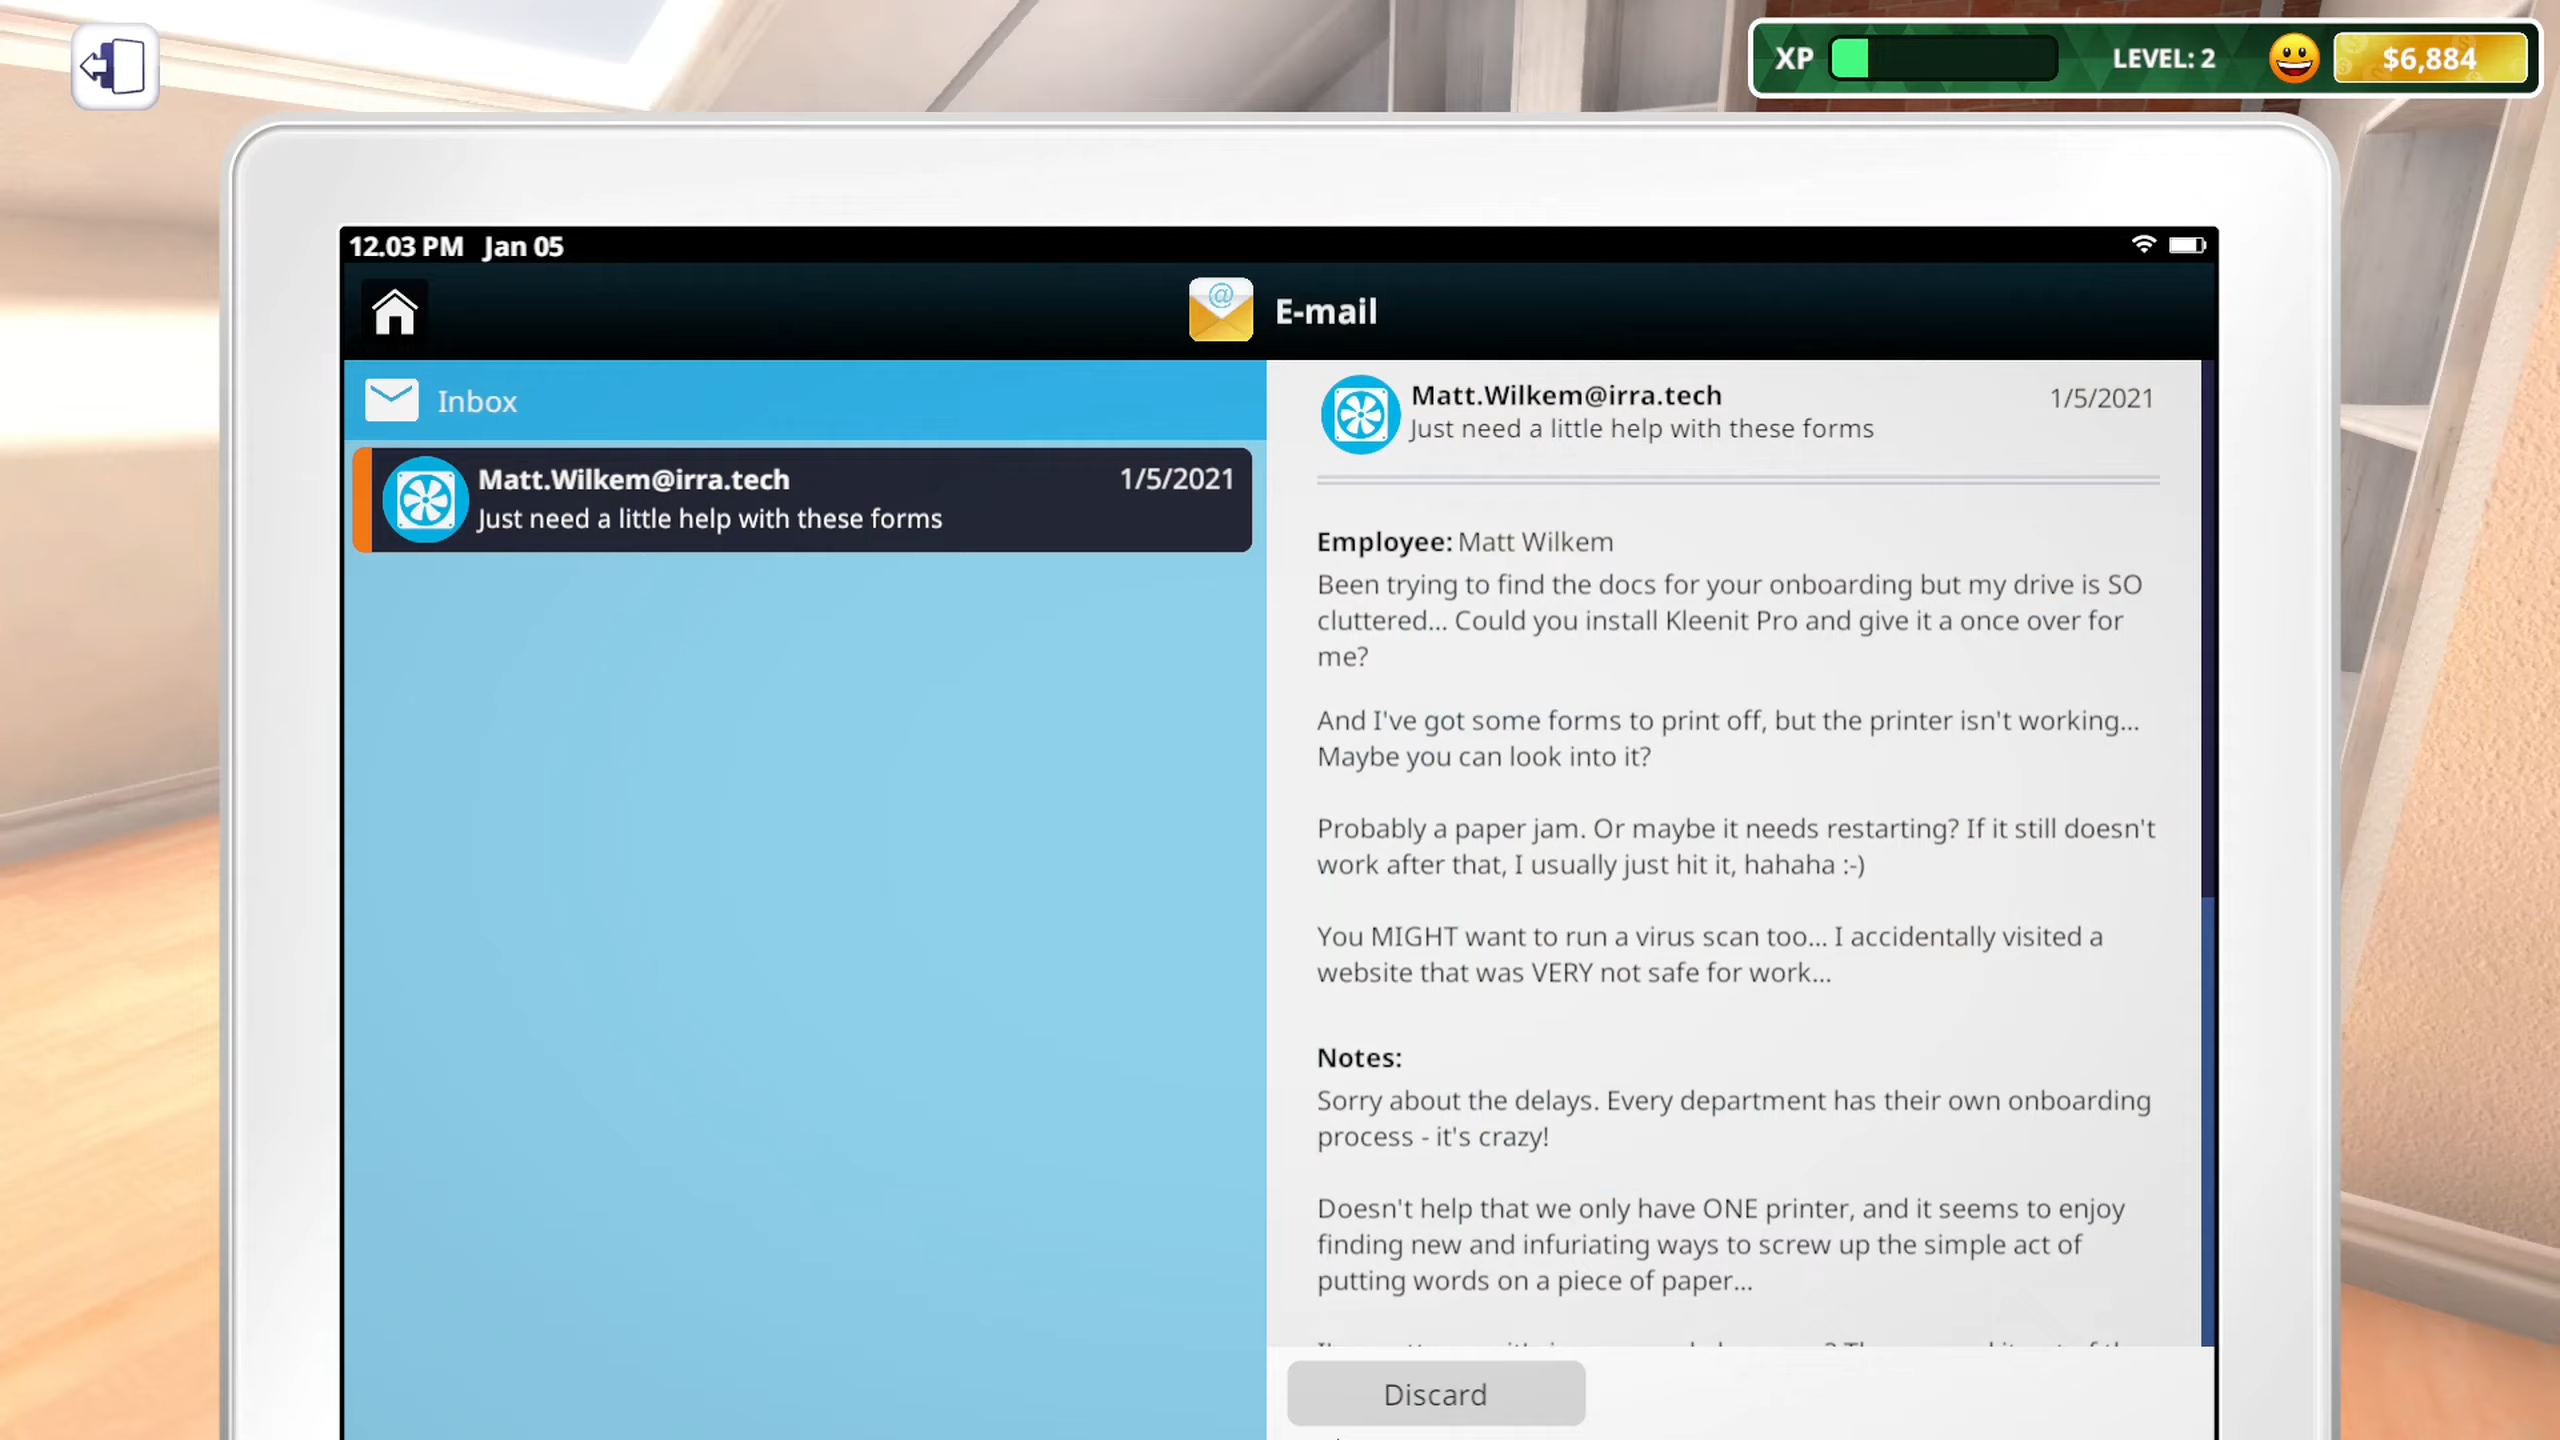 XP
LEVEL: 2
$6,884
12.03 PM Jan 05
E-mail
Inbox
Matt.Wilkem@irra.tech 1/5/2021
Just need a little help with these forms
Matt.Wilkem@irra.tech 1/5/2021
Just need a little help with these forms
Employee: Matt Wilkem
Been trying to find the docs for your onboarding but my drive is SO
cluttered... Could you install Kleenit Pro and give it a once over for
me?
And I've got some forms to print off, but the printer isn't working...
Maybe you can look into it?
Probably a paper jam. Or maybe it needs restarting? If it still doesn't
work after that, I usually just hit it, hahaha :-)
You MIGHT want to run a virus scan too... I accidentally visited a
website that was VERY not safe for work...
Notes:
Sorry about the delays. Every department has their own onboarding
process - it's crazy!
Doesn't help that we only have ONE printer, and it seems to enjoy
finding new and infuriating ways to screw up the simple act of
putting words on a piece of paper...
Discard